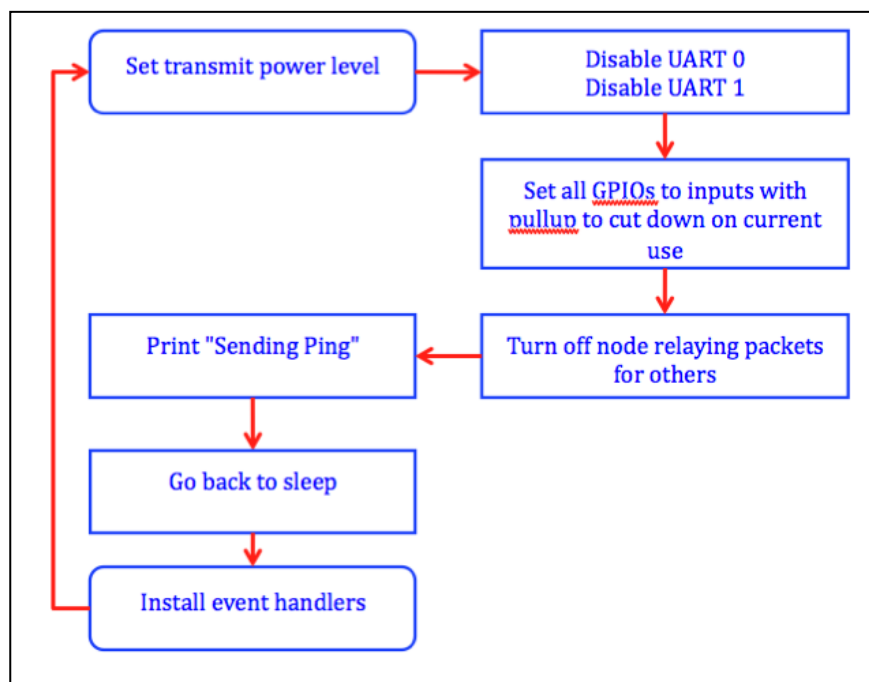 Set transmit power level
Disable UART 0
Disable UART 1
Set all GPIOs to inputs with
pullup to cut down on current
use
Turn off node relaying packets
for others
Print "Sending Ping"
Go back to sleep
Install event handlers